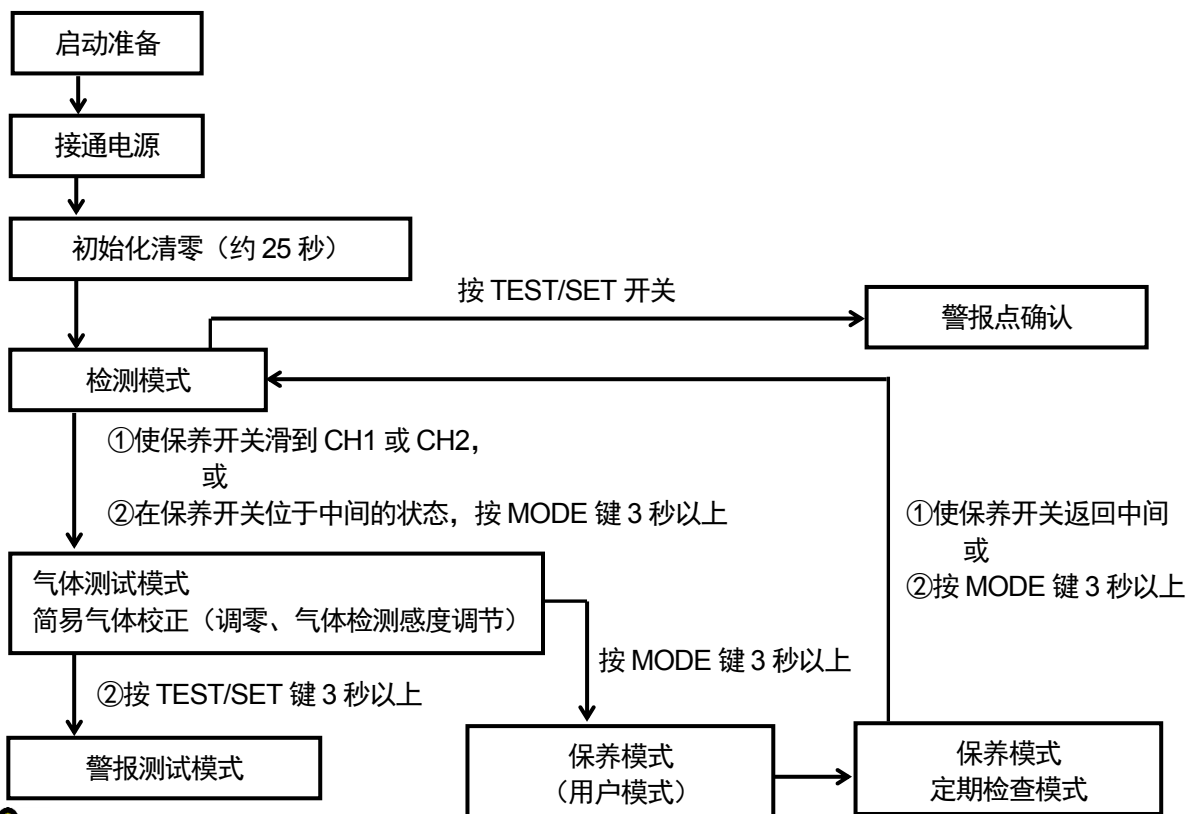 启动准备
接通电源
初始化清零（约 25 秒）
按 TEST/SET 开关
警报点确认
检测模式
①使保养开关滑到 CH1 或 CH2，
或
②在保养开关位于中间的状态，按 MODE 键 3 秒以上
①使保养开关返回中间
或
②按 MODE 键 3 秒以上
气体测试模式
简易气体校正（调零、气体检测感度调节）
按 MODE 键 3 秒以上
②按 TEST/SET 键 3 秒以上
警报测试模式
保养模式
（用户模式）
保养模式
定期检查模式